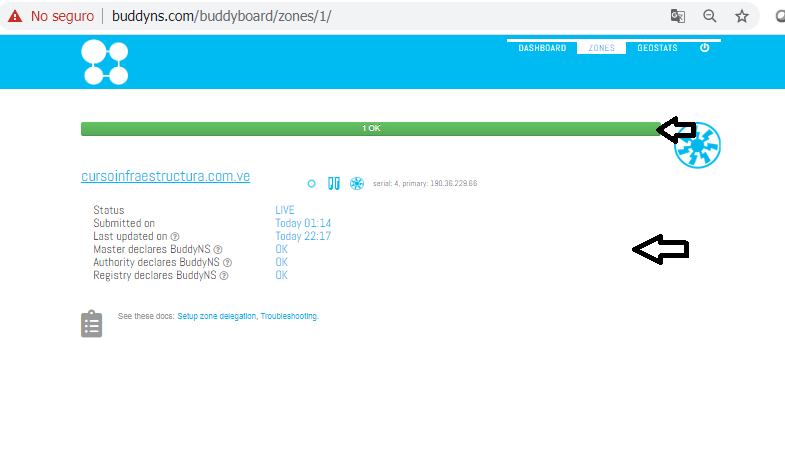 No seguro buddyns.com/buddyboard/zones/1/
DASHBOARD ZONES GEOSTATS
1 OK
cursoinfraestructura.com.ve serial: 4, primary: 190.36.229.66
Status LIVE
Submitted on Today 01:14
Last updated on ? Today 22:17
Master declares BuddyNS ? OK
Authority declares BuddyNS ? OK
Registry declares BuddyNS ? OK
See these docs: Setup zone delegation, Troubleshooting.